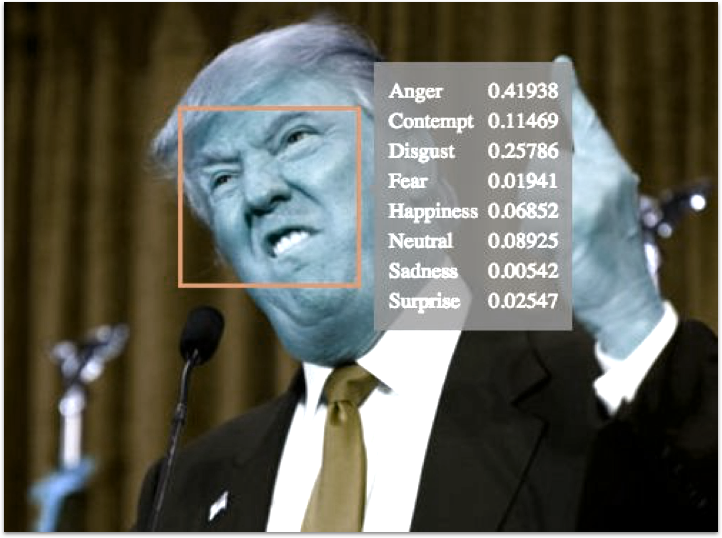 Anger 0.41938
Contempt 0.11469
Disgust 0.25786
Fear 0.01941
Happiness 0.06852
Neutral 0.08925
Sadness 0.00542
Surprise 0.02547